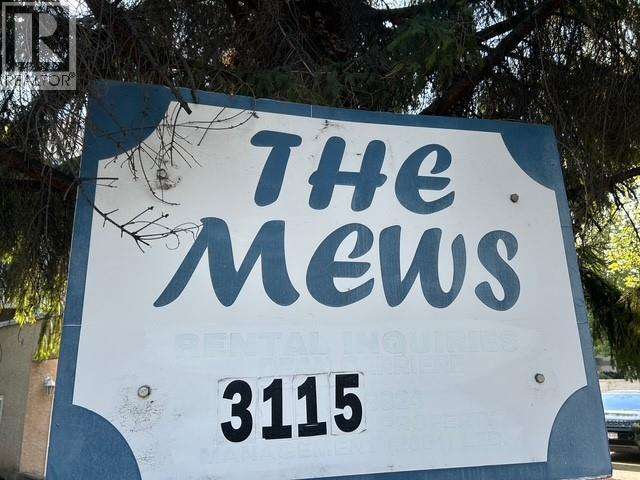 REALTOR®
THE
MEWS
RENTAL INQUIRIES
3115